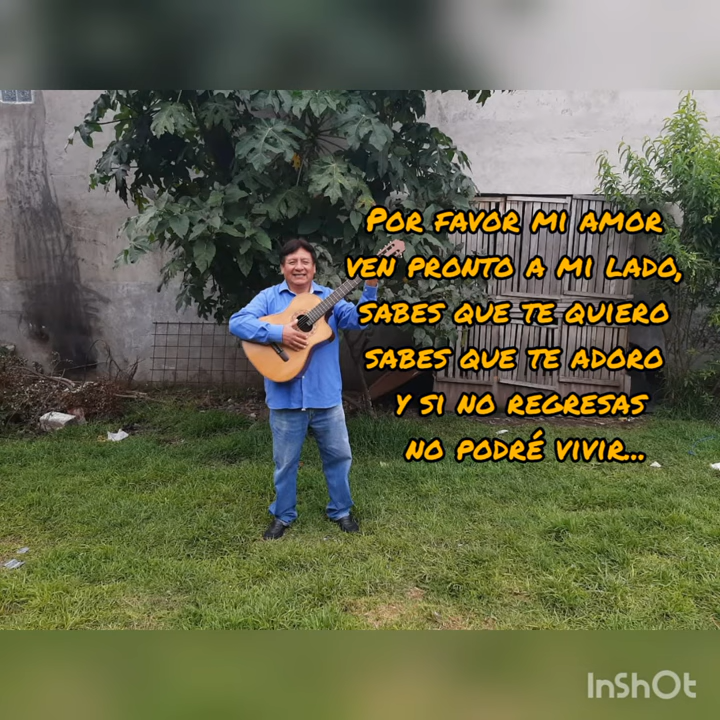 Por favor mi amor
ven pronto a mi lado,
sabes que te quiero
sabes que te adoro
y si no regresas
no podré vivir...
InShOt